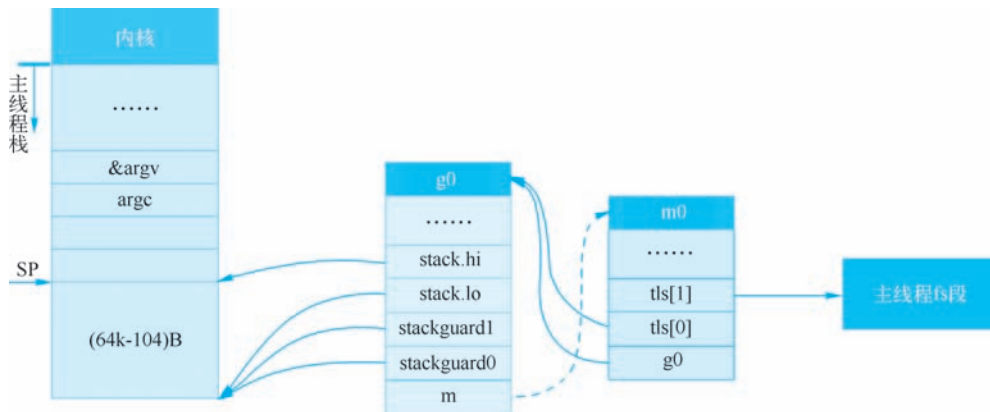 内核
主线程栈
……
&argv
argc
SP
(64k-104)B
g0
……
stack.hi
stack.lo
stackguard1
stackguard0
m
m0
……
tls[1]
tls[0]
g0
主线程fs段